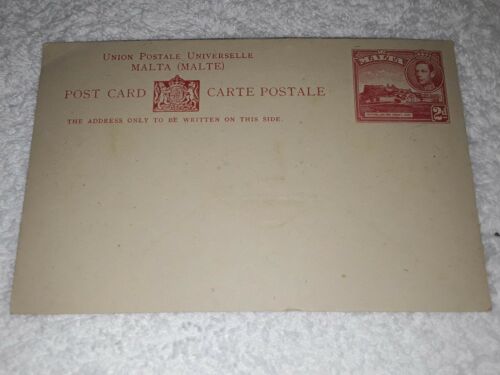 UNION POSTALE UNIVERSELLE
MALTA (MALTE)
POST CARD CARTE POSTALE
THE ADDRESS ONLY TO BE WRITTEN ON THIS SIDE.
MALTA
2d